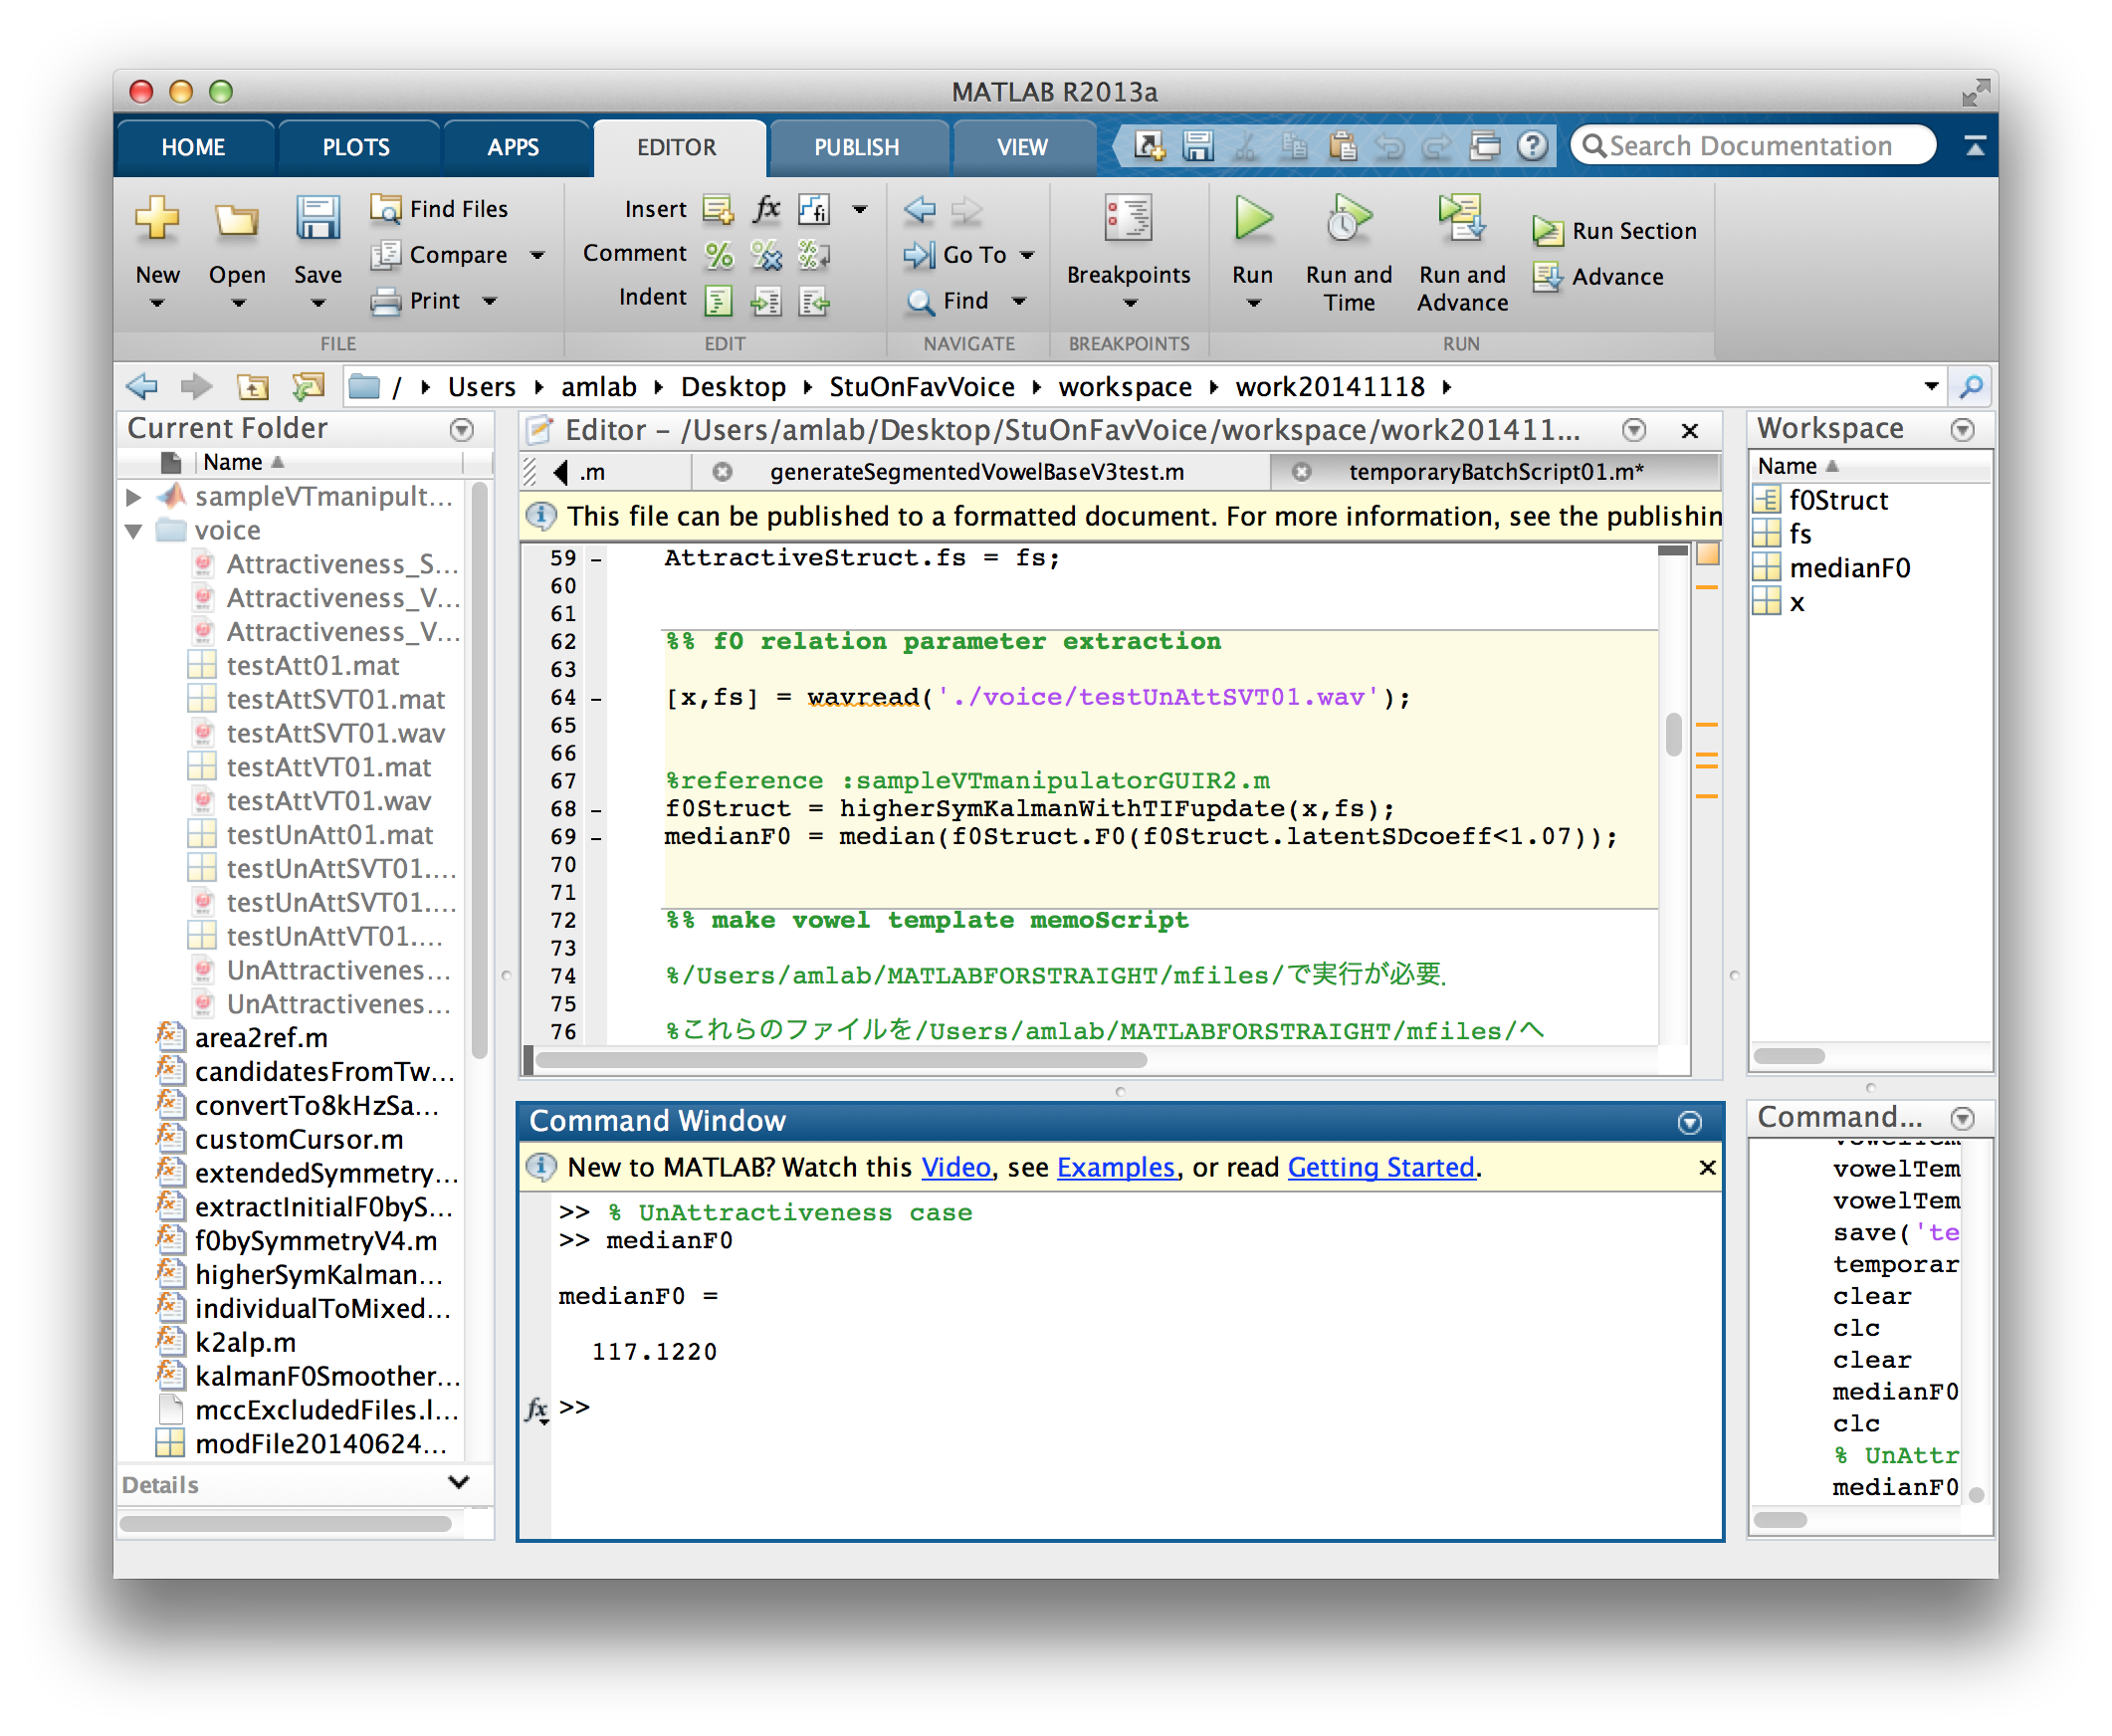 MATLAB R2013a
HOME PLOTS APPS EDITOR PUBLISH VIEW Search Documentation
New
Open
Save
Find Files
Compare
Print
FILE
Insert
Comment
Indent
EDIT
Go To
Find
NAVIGATE
Breakpoints
BREAKPOINTS
Run
Run and Time
Run and Advance
Run Section
Advance
RUN
/ Users amlab Desktop StuOnFavVoice workspace work20141118
Current Folder
Name
sampleVTmanipult...
voice
Attractiveness_S...
Attractiveness_V...
Attractiveness_V...
testAtt01.mat
testAttSVT01.mat
testAttSVT01.wav
testAttVT01.mat
testAttVT01.wav
testUnAtt01.mat
testUnAttSVT01....
testUnAttSVT01....
testUnAttVT01....
UnAttractivenes...
UnAttractivenes...
area2ref.m
candidatesFromTw...
convertTo8kHzSa...
customCursor.m
extendedSymmetry...
extractInitialF0byS...
f0bySymmetryV4.m
higherSymKalman...
individualToMixed...
k2alp.m
kalmanF0Smoother...
mccExcludedFiles.l...
modFile20140624...
Details
Editor – /Users/amlab/Desktop/StuOnFavVoice/workspace/work201411...
.m generateSegmentedVowelBaseV3test.m temporaryBatchScript01.m*
This file can be published to a formatted document. For more information, see the publishin
59 – AttractiveStruct.fs = fs;
60
61
62 %% f0 relation parameter extraction
63
64 – [x,fs] = wavread('./voice/testUnAttSVT01.wav');
65
66
67 %reference :sampleVTmanipulatorGUIR2.m
68 – f0Struct = higherSymKalmanWithTIFupdate(x,fs);
69 – medianF0 = median(f0Struct.F0(f0Struct.latentSDcoeff<1.07));
70
71
72 %% make vowel template memoScript
73
74 %/Users/amlab/MATLABFORSTRAIGHT/mfiles/で実行が必要.
75
76 %これらのファイルを/Users/amlab/MATLABFORSTRAIGHT/mfiles/へ
Command Window
New to MATLAB? Watch this Video, see Examples, or read Getting Started.
>> % UnAttractiveness case
>> medianF0
medianF0 =
117.1220
fx >>
Workspace
Name
f0Struct
fs
medianF0
x
Command...
vowelTem
vowelTem
save('te
temporar
clear
clc
clear
medianF0
clc
% UnAttr
medianF0